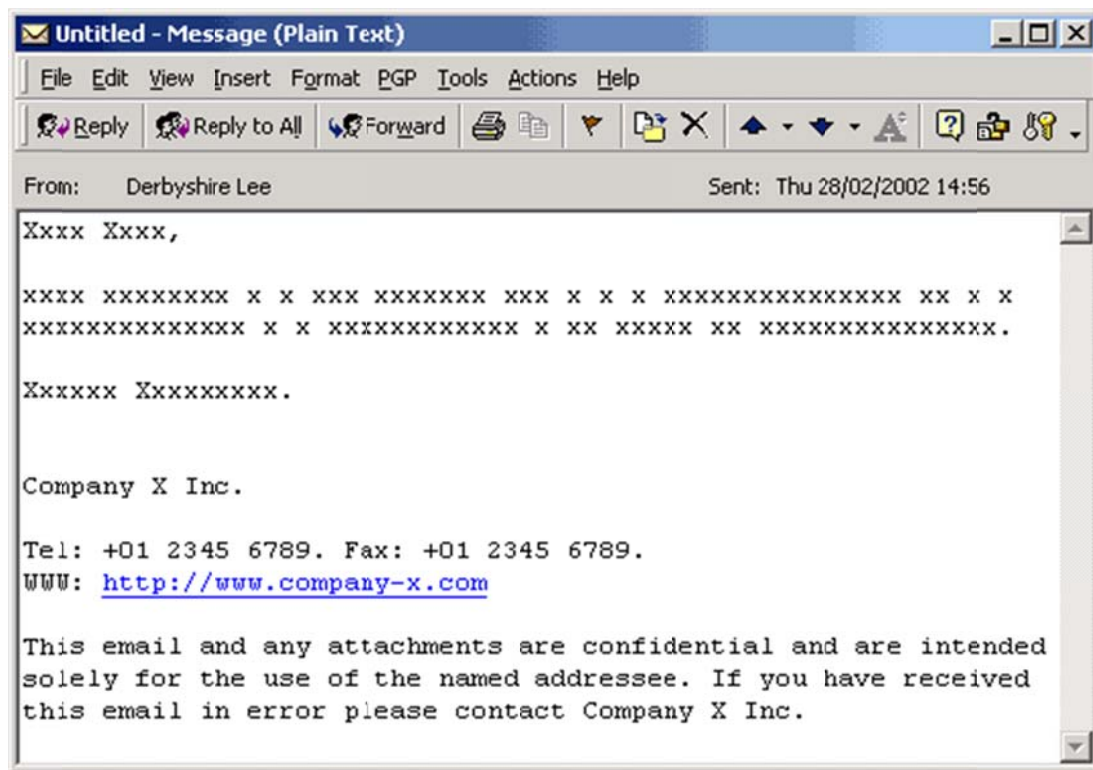 Untitled - Message (Plain Text)
File Edit View Insert Format PGP Tools Actions Help
Reply Reply to All Forward
From: Derbyshire Lee Sent: Thu 28/02/2002 14:56
Xxxx Xxxx,
xxxx xxxxxxxx x x xxx xxxxxxx xxx x x x xxxxxxxxxxxxxxx xx x x
xxxxxxxxxxxxxx x x xxxxxxxxxxxx x xx xxxxx xx xxxxxxxxxxxxxxx.
Xxxxxx Xxxxxxxxx.
Company X Inc.
Tel: +01 2345 6789. Fax: +01 2345 6789.
WWW: http://www.company-x.com
This email and any attachments are confidential and are intended
solely for the use of the named addressee. If you have received
this email in error please contact Company X Inc.